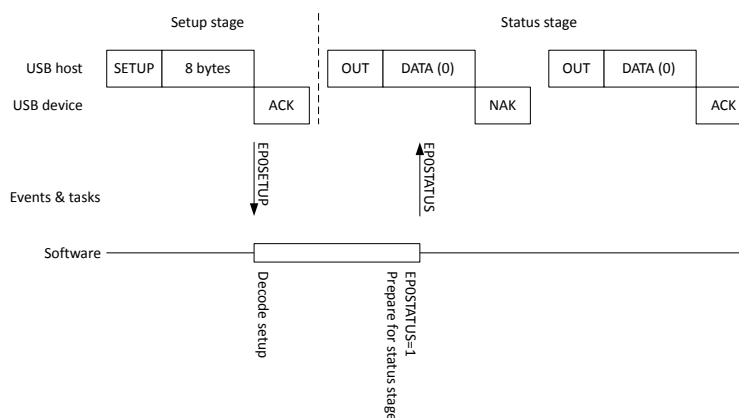 Setup stage
Status stage
USB host
SETUP
8 bytes
OUT
DATA (0)
OUT
DATA (0)
USB device
ACK
NAK
ACK
EP0SETUP
EP0STATUS
Events & tasks
Software
Decode setup
EP0STATUS=1
Prepare for status stage